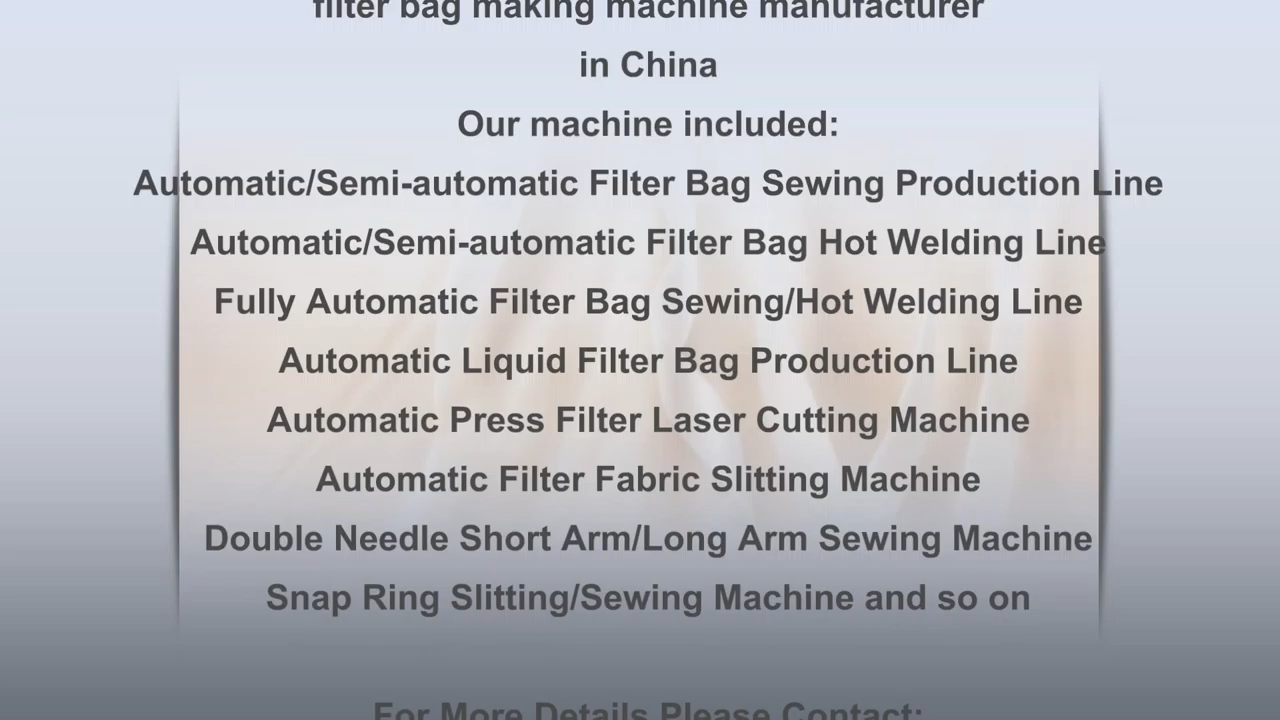 filter bag making machine manufacturer
in China
Our machine included:
Automatic/Semi-automatic Filter Bag Sewing Production Line
Automatic/Semi-automatic Filter Bag Hot Welding Line
Fully Automatic Filter Bag Sewing/Hot Welding Line
Automatic Liquid Filter Bag Production Line
Automatic Press Filter Laser Cutting Machine
Automatic Filter Fabric Slitting Machine
Double Needle Short Arm/Long Arm Sewing Machine
Snap Ring Slitting/Sewing Machine and so on
For More Details Please Contact: